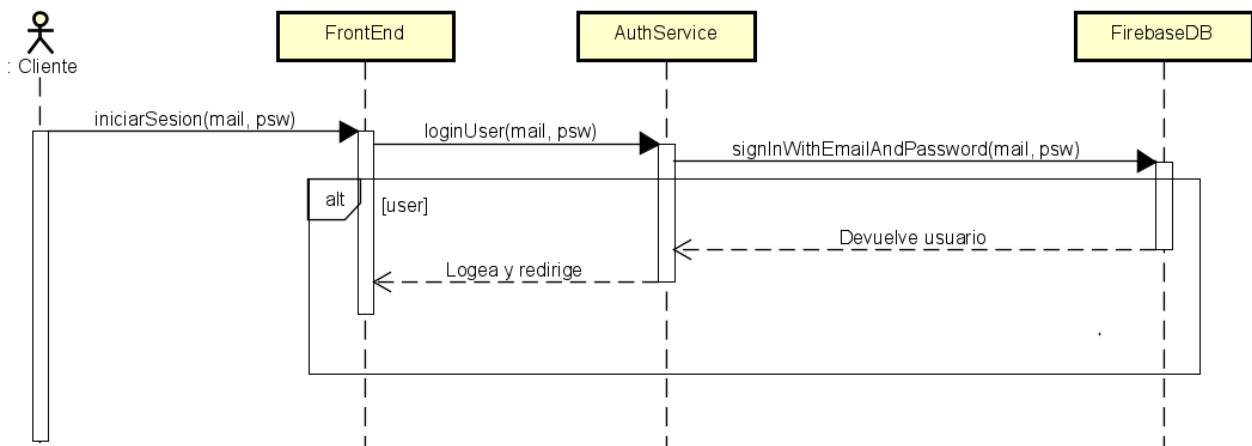 FrontEnd
AuthService
FirebaseDB
: Cliente
iniciarSesion(mail, psw)
loginUser(mail, psw)
signInWithEmailAndPassword(mail, psw)
alt
[user]
Devuelve usuario
Logea y redirige